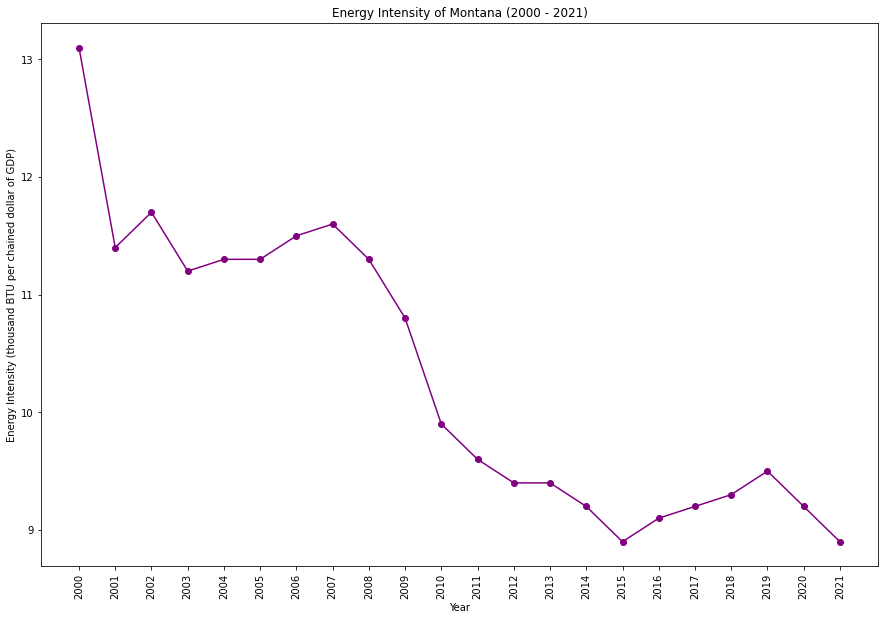 Energy Intensity of Montana (2000 - 2021)
Energy Intensity (thousand BTU per chained dollar of GDP)
13
12
11
10
9
2000 2001 2002 2003 2004 2005 2006 2007 2008 2009 2010 2011 2012 2013 2014 2015 2016 2017 2018 2019 2020 2021
Year